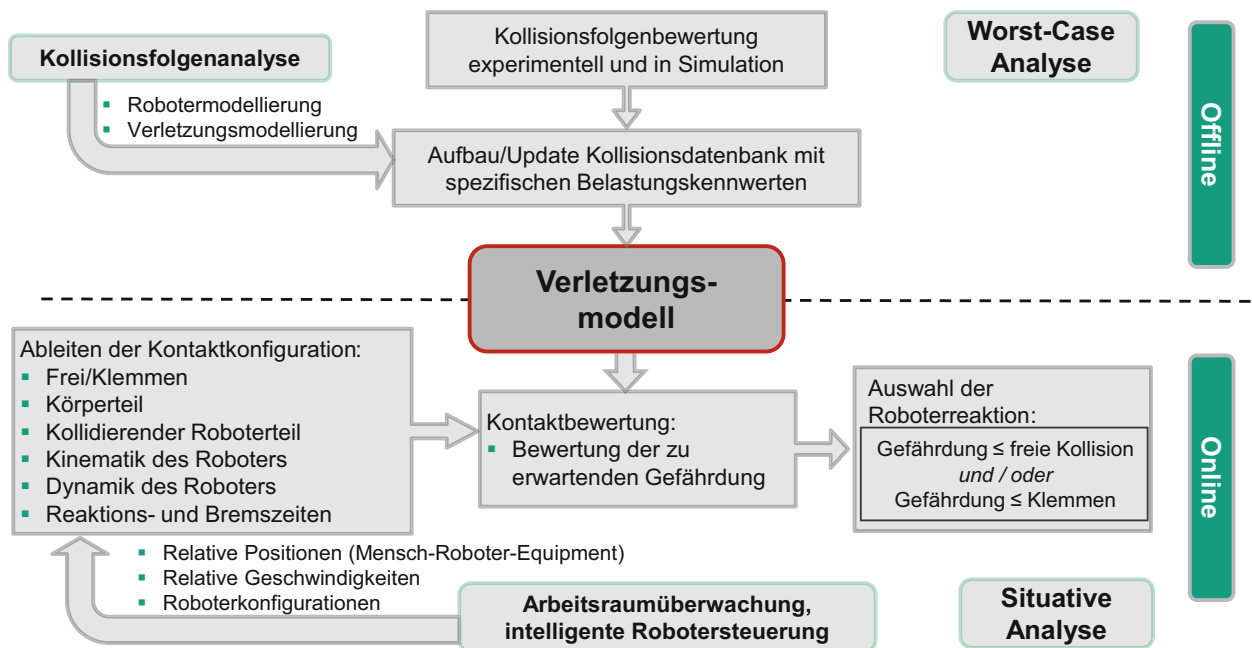 Kollisionsfolgenanalyse
Kollisionsfolgenbewertung
experimentell und in Simulation
Worst-Case
Analyse
Offline
▪ Robotermodellierung
▪ Verletzungsmodellierung
Aufbau/Update Kollisionsdatenbank mit
spezifischen Belastungskennwerten
Verletzungs-
modell
Ableiten der Kontaktkonfiguration:
▪ Frei/Klemmen
▪ Körperteil
▪ Kollidierender Roboterteil
▪ Kinematik des Roboters
▪ Dynamik des Roboters
▪ Reaktions- und Bremszeiten
Kontaktbewertung:
▪ Bewertung der zu
erwartenden Gefährdung
Auswahl der
Roboterreaktion:
Gefährdung ≤ freie Kollision
und / oder
Gefährdung ≤ Klemmen
Online
▪ Relative Positionen (Mensch-Roboter-Equipment)
▪ Relative Geschwindigkeiten
▪ Roboterkonfigurationen
Arbeitsraumüberwachung,
intelligente Robotersteuerung
Situative
Analyse